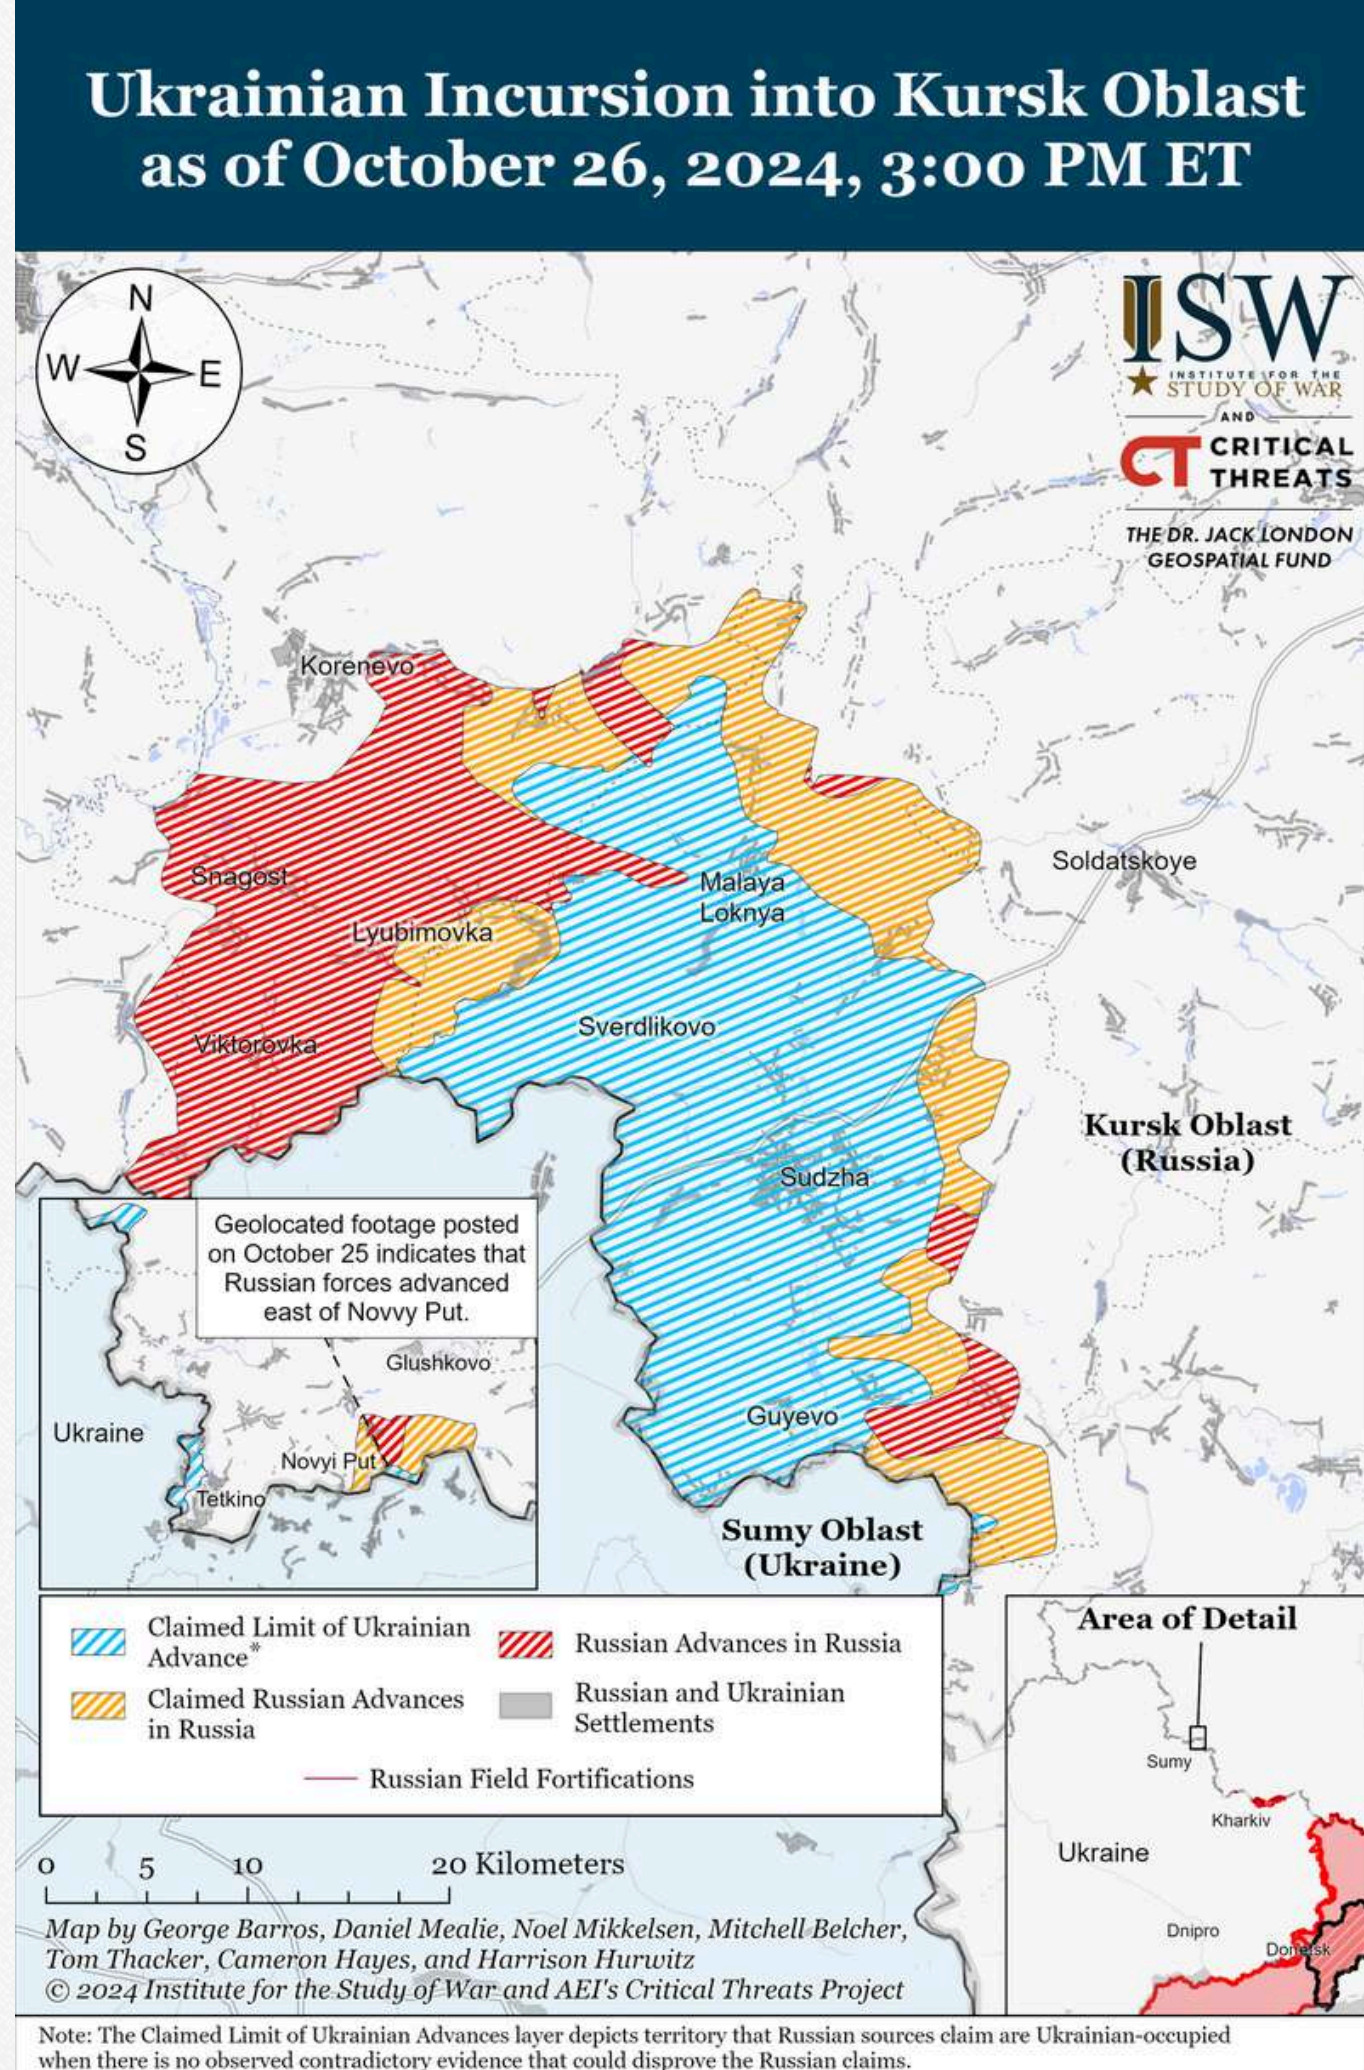 Ukrainian Incursion into Kursk Oblast
as of October 26, 2024, 3:00 PM ET
N
W
E
S
ISW
INSTITUTE FOR THE
STUDY OF WAR
AND
CT CRITICAL
THREATS
THE DR. JACK LONDON
GEOSPATIAL FUND
Korenevo
Soldatskoye
Snagost
Malaya
Loknya
Lyubimovka
Sverdlikovo
Viktorovka
Kursk Oblast
(Russia)
Sudzha
Geolocated footage posted
on October 25 indicates that
Russian forces advanced
east of Novvy Put.
Glushkovo
Ukraine
Novyi Put
Tetkino
Guyevo
Sumy Oblast
(Ukraine)
Claimed Limit of Ukrainian
Advance*
Russian Advances in Russia
Claimed Russian Advances
in Russia
Russian and Ukrainian
Settlements
Russian Field Fortifications
Area of Detail
Sumy
Kharkiv
Ukraine
Dnipro
Donetsk
0 5 10 20 Kilometers
Map by George Barros, Daniel Mealie, Noel Mikkelsen, Mitchell Belcher,
Tom Thacker, Cameron Hayes, and Harrison Hurwitz
© 2024 Institute for the Study of War and AEI's Critical Threats Project
Note: The Claimed Limit of Ukrainian Advances layer depicts territory that Russian sources claim are Ukrainian-occupied
when there is no observed contradictory evidence that could disprove the Russian claims.